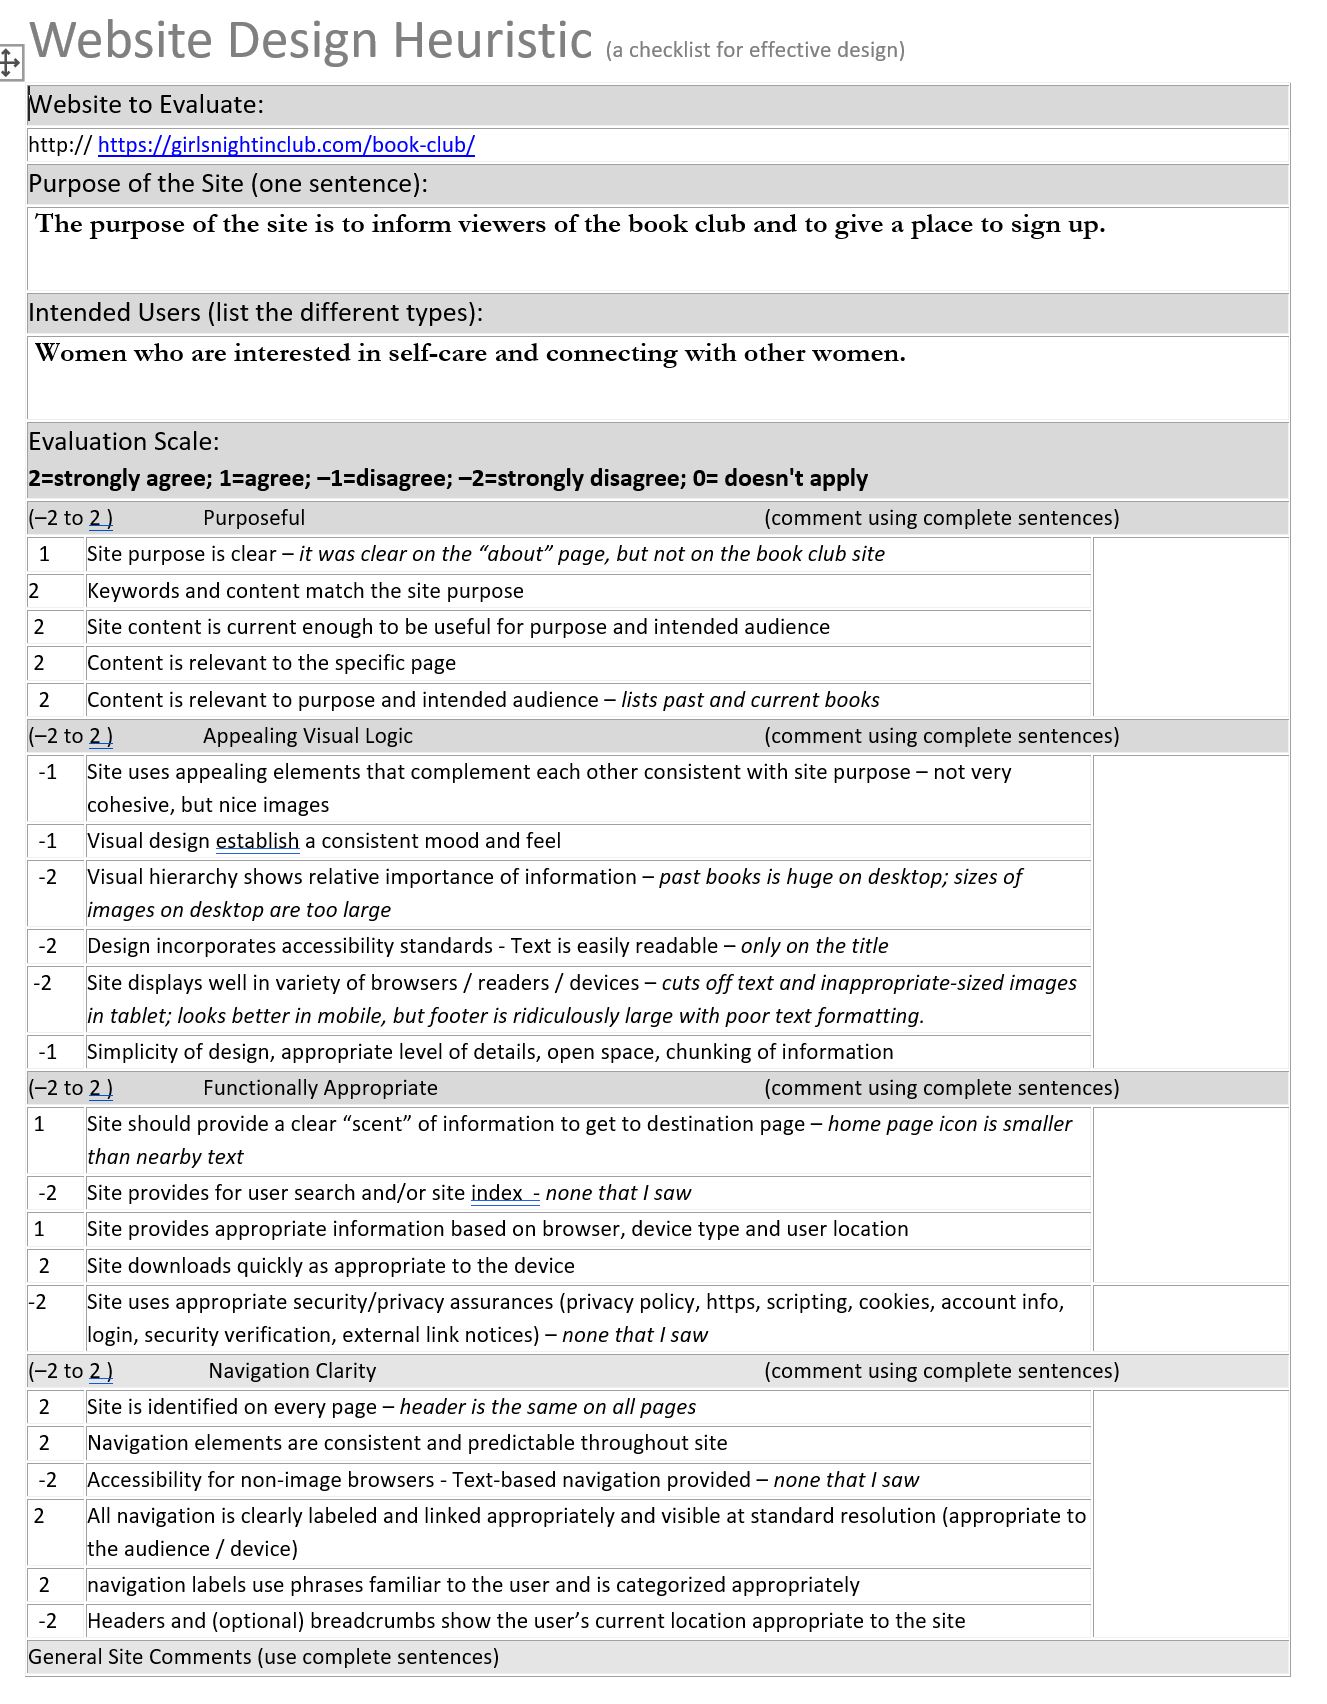 Website Design Heuristic (a checklist for effective design)
Website to Evaluate:
http:// https://girlsnightinclub.com/book-club/
Purpose of the Site (one sentence):
The purpose of the site is to inform viewers of the book club and to give a place to sign up.
Intended Users (list the different types):
Women who are interested in self-care and connecting with other women.
Evaluation Scale:
2=strongly agree; 1=agree; –1=disagree; –2=strongly disagree; 0= doesn't apply
(–2 to 2 ) Purposeful (comment using complete sentences)
1 Site purpose is clear – it was clear on the “about” page, but not on the book club site
2 Keywords and content match the site purpose
2 Site content is current enough to be useful for purpose and intended audience
2 Content is relevant to the specific page
2 Content is relevant to purpose and intended audience – lists past and current books
(–2 to 2 ) Appealing Visual Logic (comment using complete sentences)
-1 Site uses appealing elements that complement each other consistent with site purpose – not very
cohesive, but nice images
-1 Visual design establish a consistent mood and feel
-2 Visual hierarchy shows relative importance of information – past books is huge on desktop; sizes of
images on desktop are too large
-2 Design incorporates accessibility standards - Text is easily readable – only on the title
-2 Site displays well in variety of browsers / readers / devices – cuts off text and inappropriate-sized images
in tablet; looks better in mobile, but footer is ridiculously large with poor text formatting.
-1 Simplicity of design, appropriate level of details, open space, chunking of information
(–2 to 2 ) Functionally Appropriate (comment using complete sentences)
1 Site should provide a clear “scent” of information to get to destination page – home page icon is smaller
than nearby text
-2 Site provides for user search and/or site index  - none that I saw
1 Site provides appropriate information based on browser, device type and user location
2 Site downloads quickly as appropriate to the device
-2 Site uses appropriate security/privacy assurances (privacy policy, https, scripting, cookies, account info,
login, security verification, external link notices) – none that I saw
(–2 to 2 ) Navigation Clarity (comment using complete sentences)
2 Site is identified on every page – header is the same on all pages
2 Navigation elements are consistent and predictable throughout site
-2 Accessibility for non-image browsers - Text-based navigation provided – none that I saw
2 All navigation is clearly labeled and linked appropriately and visible at standard resolution (appropriate to
the audience / device)
2 navigation labels use phrases familiar to the user and is categorized appropriately
-2 Headers and (optional) breadcrumbs show the user’s current location appropriate to the site
General Site Comments (use complete sentences)